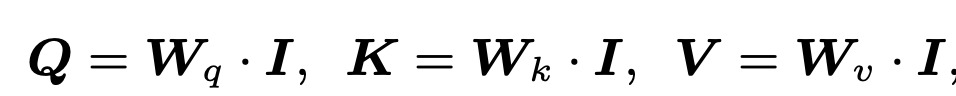 Q = W_q · I, K = W_k · I, V = W_v · I,